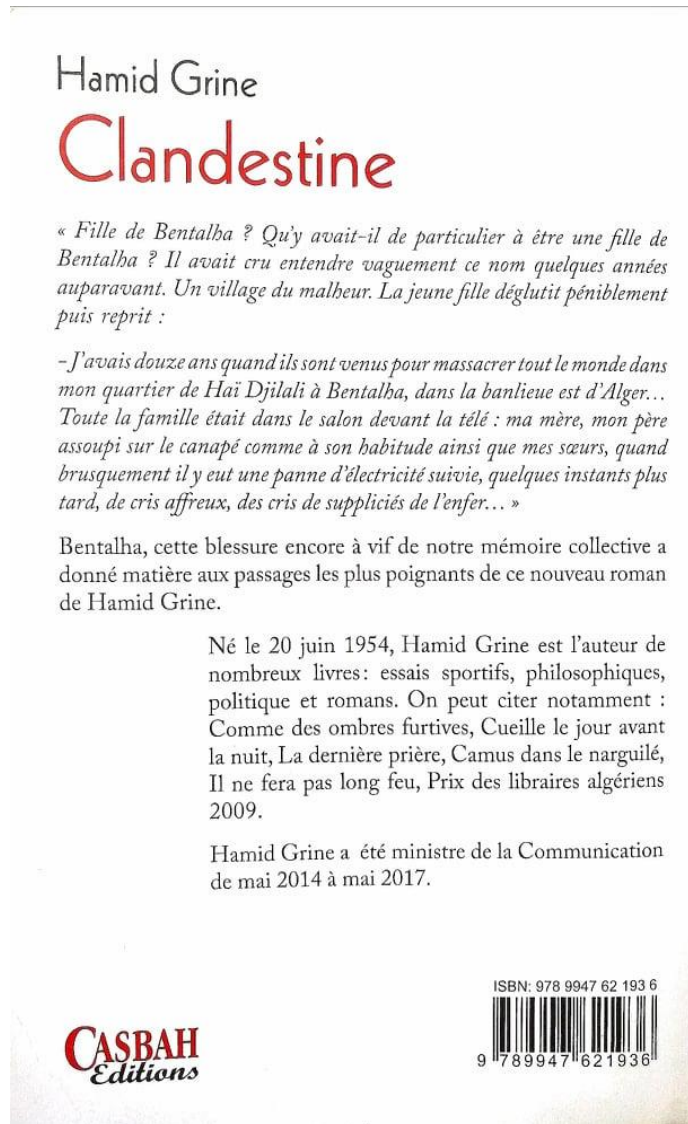 Hamid Grine
Clandestine
« Fille de Bentalha ? Qu'y avait-il de particulier à être une fille de
Bentalha ? Il avait cru entendre vaguement ce nom quelques années
auparavant. Un village du malheur. La jeune fille déglutit péniblement
puis reprit :
– J'avais douze ans quand ils sont venus pour massacrer tout le monde dans
mon quartier de Haï Djilali à Bentalha, dans la banlieue est d'Alger…
Toute la famille était dans le salon devant la télé : ma mère, mon père
assoupi sur le canapé comme à son habitude ainsi que mes sœurs, quand
brusquement il y eut une panne d'électricité suivie, quelques instants plus
tard, de cris affreux, des cris de suppliciés de l'enfer… »
Bentalha, cette blessure encore à vif de notre mémoire collective a
donné matière aux passages les plus poignants de ce nouveau roman
de Hamid Grine.
Né le 20 juin 1954, Hamid Grine est l'auteur de
nombreux livres : essais sportifs, philosophiques,
politique et romans. On peut citer notamment :
Comme des ombres furtives, Cueille le jour avant
la nuit, La dernière prière, Camus dans le narguilé,
Il ne fera pas long feu, Prix des libraires algériens
2009.
Hamid Grine a été ministre de la Communication
de mai 2014 à mai 2017.
ISBN: 978 9947 62 193 6
9 789947 621936
CASBAH
Editions